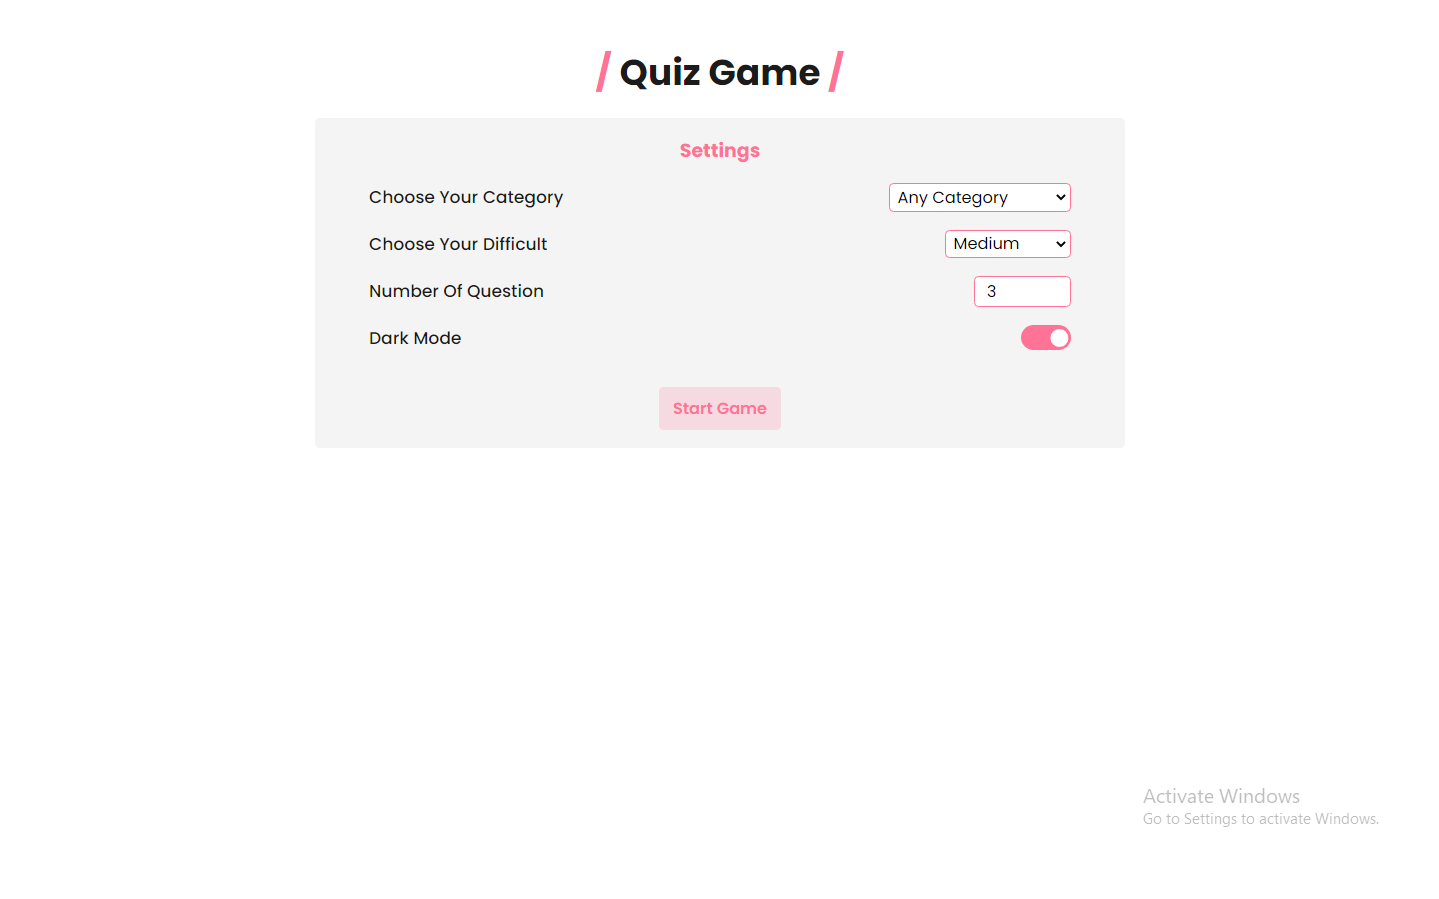 / Quiz Game /
Settings
Choose Your Category Any Category
Choose Your Difficult Medium
Number Of Question 3
Dark Mode
Start Game
Activate Windows
Go to Settings to activate Windows.